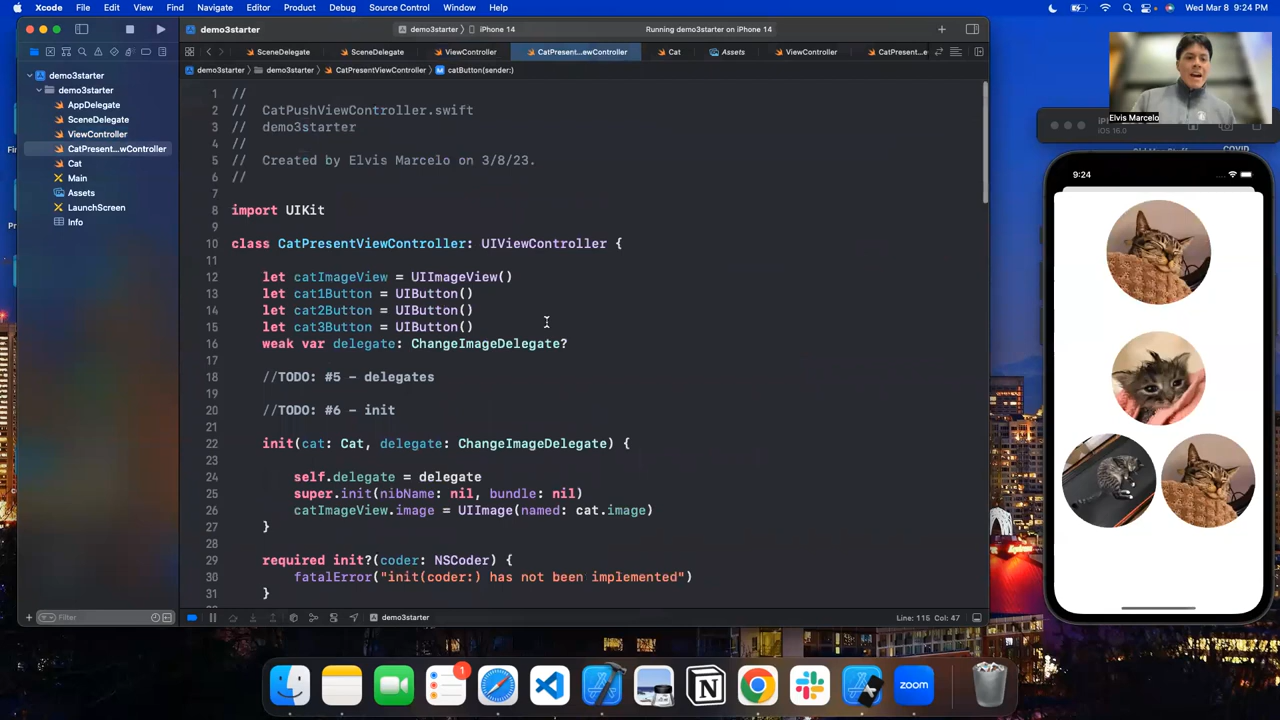 Xcode File Edit View Find Navigate Editor Product Debug Source Control Window Help Wed Mar 8 9:24 PM
demo3starter demo3starter iPhone 14 Running demo3starter on iPhone 14
SceneDelegate SceneDelegate ViewController CatPresent...ewController Cat Assets ViewController CatPresent...e
demo3starter demo3starter CatPresentViewController M catButton(sender:)
demo3starter
demo3starter
AppDelegate
SceneDelegate
ViewController
CatPresent...wController
Cat
Main
Assets
LaunchScreen
Info
1 //
2 // CatPushViewController.swift
3 // demo3starter
4 //
5 // Created by Elvis Marcelo on 3/8/23.
6 //
7
8 import UIKit
9
10 class CatPresentViewController: UIViewController {
11
12 let catImageView = UIImageView()
13 let cat1Button = UIButton()
14 let cat2Button = UIButton()
15 let cat3Button = UIButton()
16 weak var delegate: ChangeImageDelegate?
17
18 //TODO: #5 - delegates
19
20 //TODO: #6 - init
21
22 init(cat: Cat, delegate: ChangeImageDelegate) {
23
24 self.delegate = delegate
25 super.init(nibName: nil, bundle: nil)
26 catImageView.image = UIImage(named: cat.image)
27 }
28
29 required init?(coder: NSCoder) {
30 fatalError("init(coder:) has not been implemented")
31 }
Filter
demo3starter
Line: 115 Col: 47
Elvis Marcelo
iOS 16.0
COVID
9:24
1
N
zoom